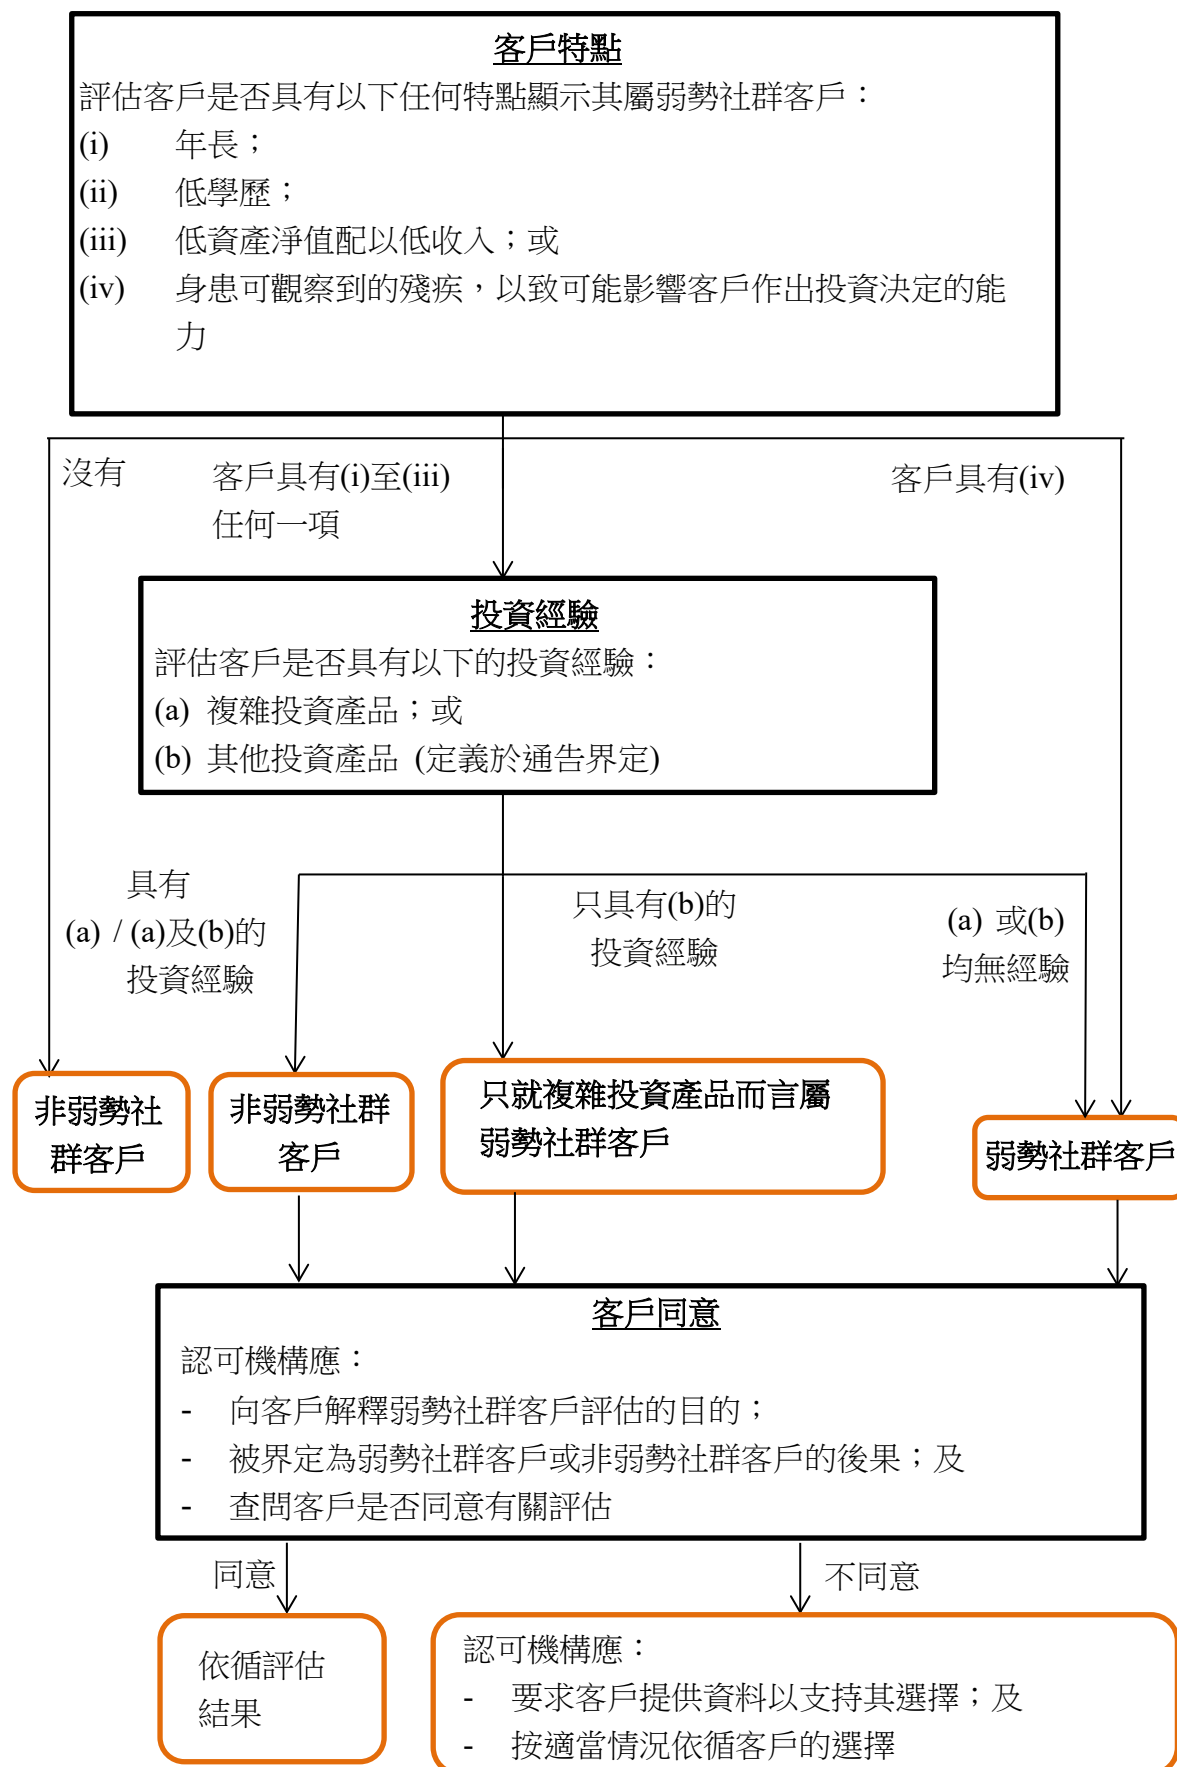 客戶特點
評估客戶是否具有以下任何特點顯示其屬弱勢社群客戶：
(i) 年長；
(ii) 低學歷；
(iii) 低資產淨值配以低收入；或
(iv) 身患可觀察到的殘疾，以致可能影響客戶作出投資決定的能
力
沒有
客戶具有(i)至(iii)
任何一項
客戶具有(iv)
投資經驗
評估客戶是否具有以下的投資經驗：
(a) 複雜投資產品；或
(b) 其他投資產品 (定義於通告界定)
具有
(a) / (a)及(b)的
投資經驗
只具有(b)的
投資經驗
(a) 或(b)
均無經驗
非弱勢社
群客戶
非弱勢社群
客戶
只就複雜投資產品而言屬
弱勢社群客戶
弱勢社群客戶
客戶同意
認可機構應：
- 向客戶解釋弱勢社群客戶評估的目的；
- 被界定為弱勢社群客戶或非弱勢社群客戶的後果；及
- 查問客戶是否同意有關評估
同意
不同意
依循評估
結果
認可機構應：
- 要求客戶提供資料以支持其選擇；及
- 按適當情況依循客戶的選擇